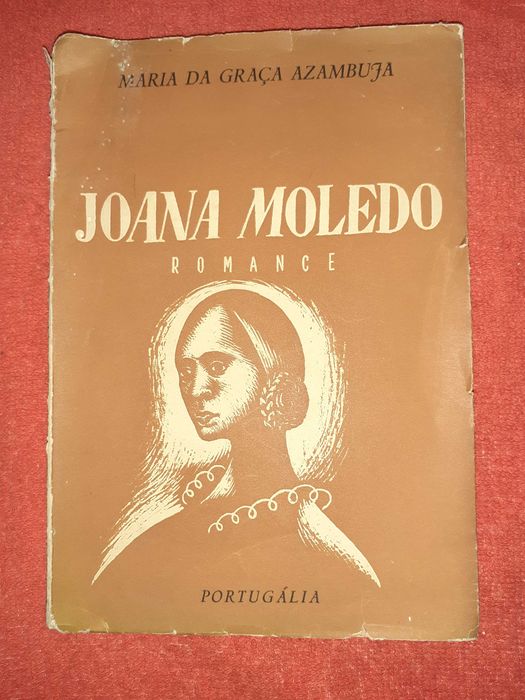 MARIA DA GRAÇA AZAMBUJA
JOANA MOLEDO
ROMANCE
PORTUGÁLIA